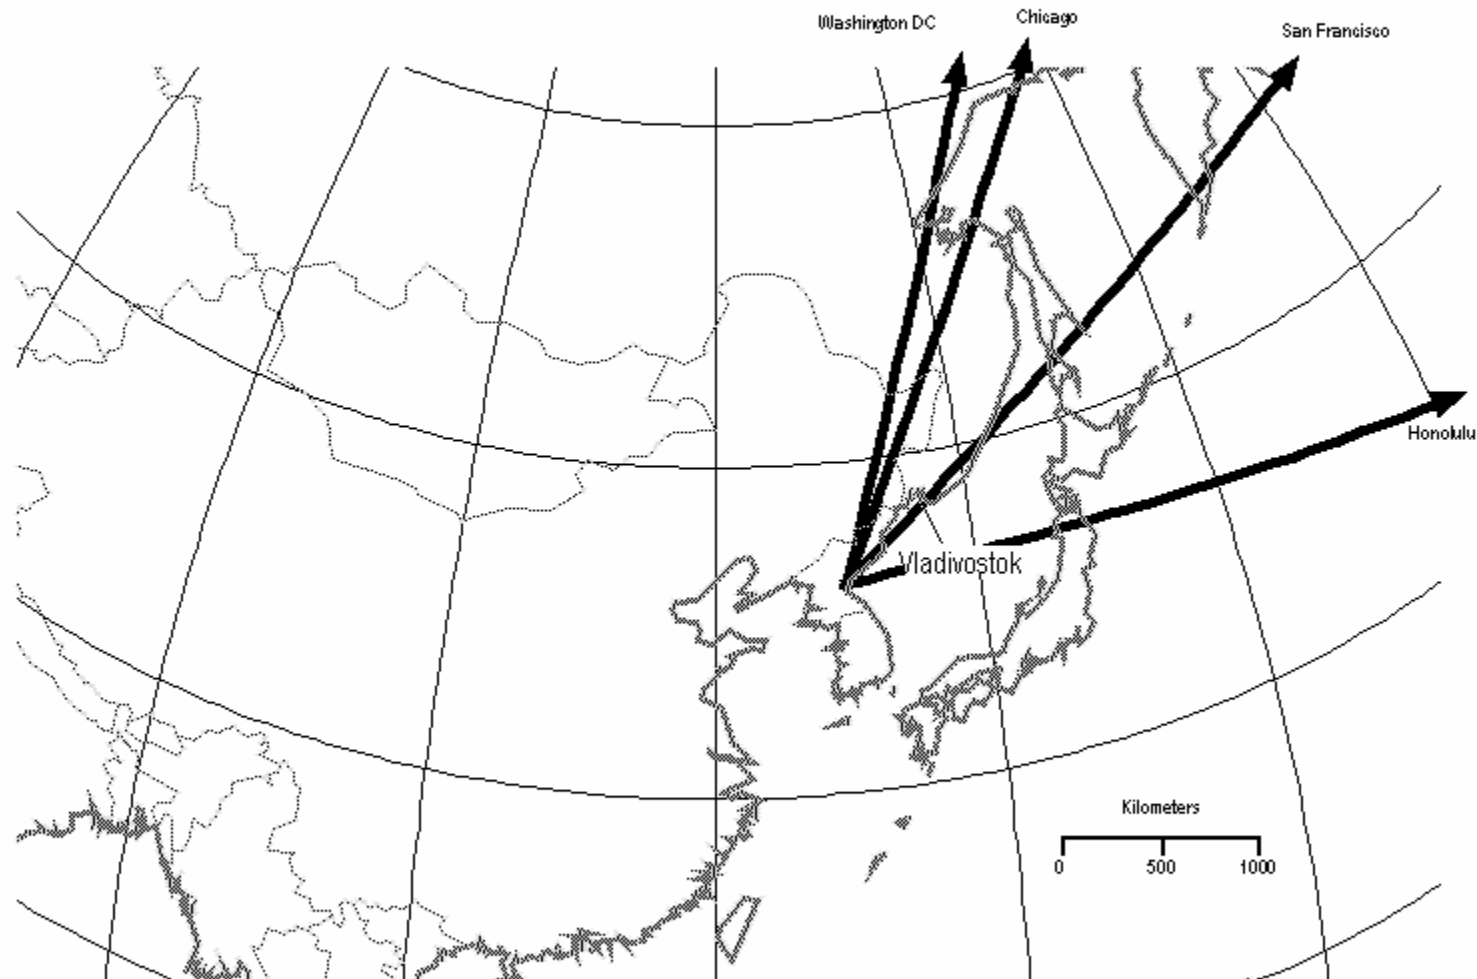 Washington DC
Chicago
San Francisco
Honolulu
Vladivostok
Kilometers
0 500 1000